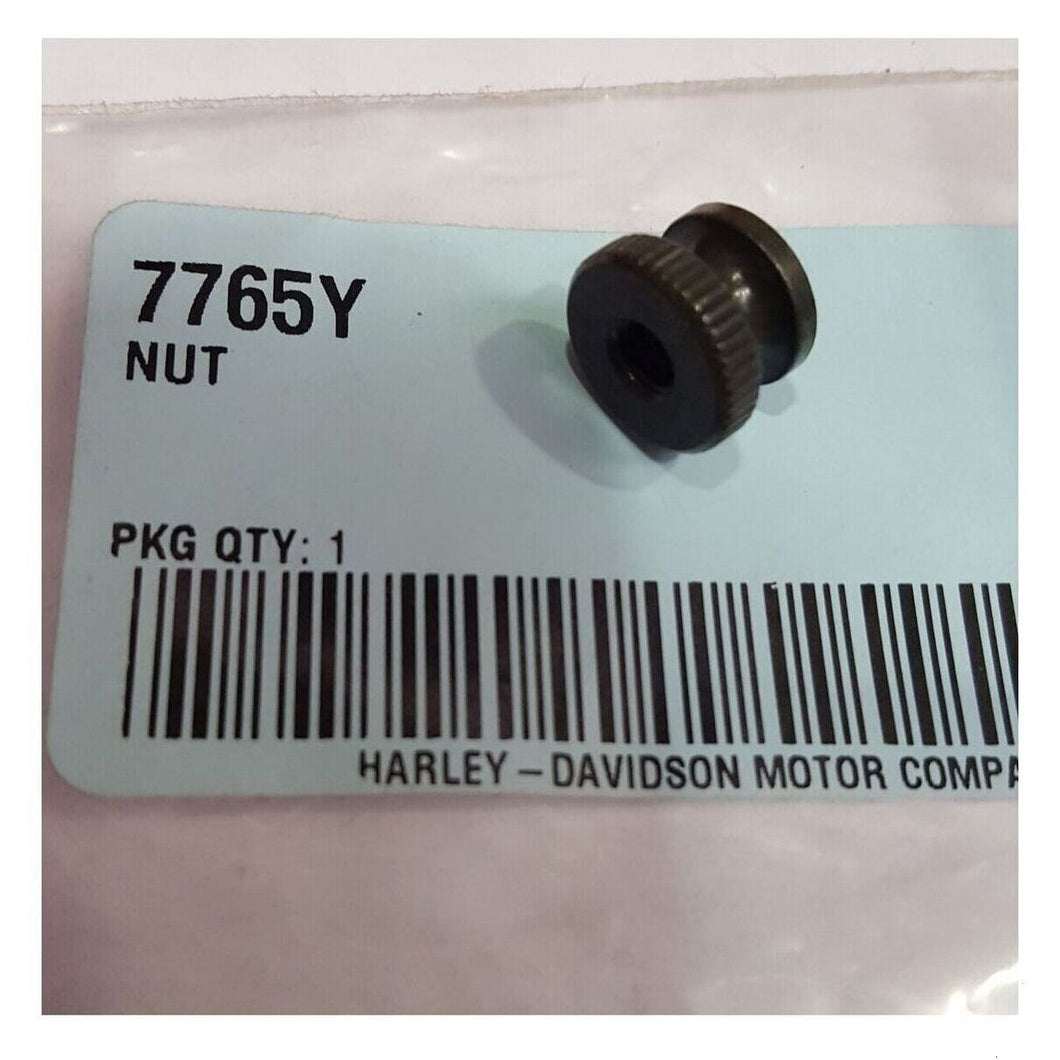 7765Y
NUT
PKG QTY: 1
HARLEY-DAVIDSON MOTOR COMPA